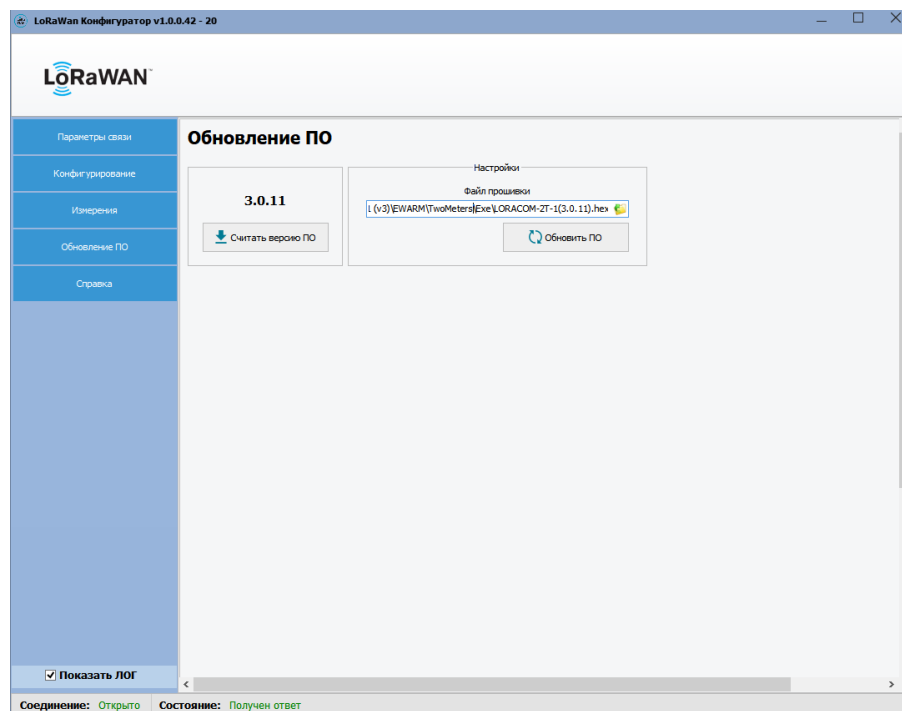 LoRaWan Конфигуратор v1.0.0.42 - 20
LoRaWAN™
Параметры связи
Конфигурирование
Измерения
Обновление ПО
Справка
Обновление ПО
3.0.11
Считать версию ПО
Настройки
Файл прошивки
L (v3)\EWARM\TwoMeters\Exe\LORACOM-2T-1(3.0.11).hex
Обновить ПО
Показать ЛОГ
Соединение: Открыто Состояние: Получен ответ